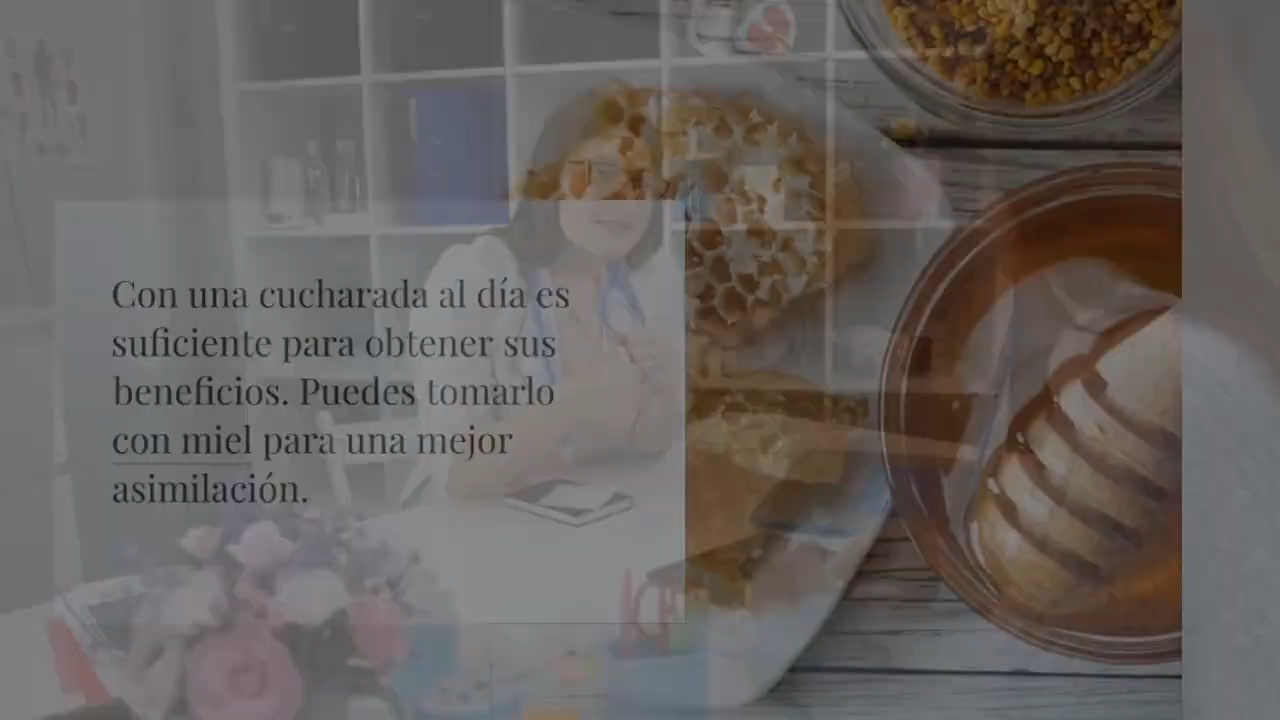 Con una cucharada al día es
suficiente para obtener sus
beneficios. Puedes tomarlo
con miel para una mejor
asimilación.